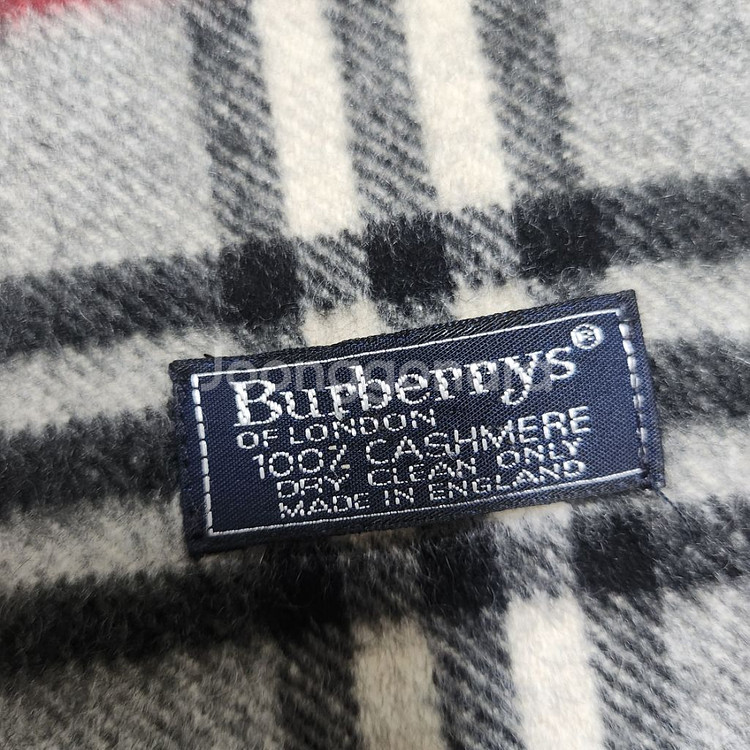 Burberrys®
OF LONDON
100% CASHMERE
DRY CLEAN ONLY
MADE IN ENGLAND